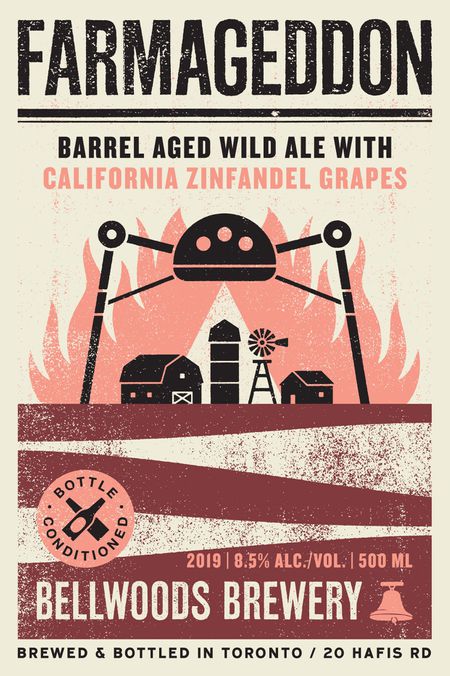 FARMAGEDDON
BARREL AGED WILD ALE WITH
CALIFORNIA ZINFANDEL GRAPES
• BOTTLE •
CONDITIONED
2019 | 8.5% ALC./VOL. | 500 ML
BELLWOODS BREWERY
BREWED & BOTTLED IN TORONTO / 20 HAFIS RD